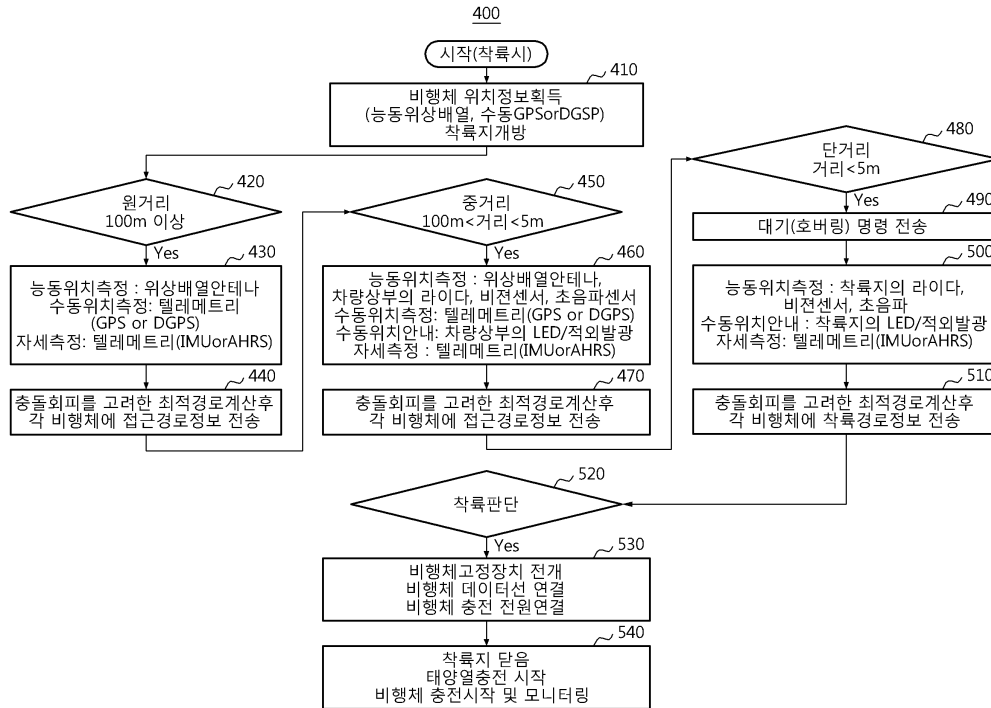 400
시작(착륙시)
410
비행체 위치정보획득
(능동위상배열, 수동GPSorDGSP)
착륙지개방
420
원거리
100m 이상
Yes
430
능동위치측정 : 위상배열안테나
수동위치측정: 텔레메트리
(GPS or DGPS)
자세측정: 텔레메트리(IMUorAHRS)
440
충돌회피를 고려한 최적경로계산후
각 비행체에 접근경로정보 전송
450
중거리
100m<거리<5m
Yes
460
능동위치측정 : 위상배열안테나,
차량상부의 라이다, 비젼센서, 초음파센서
수동위치측정: 텔레메트리(GPS or DGPS)
수동위치안내: 차량상부의 LED/적외발광
자세측정 : 텔레메트리(IMUorAHRS)
470
충돌회피를 고려한 최적경로계산후
각 비행체에 접근경로정보 전송
480
단거리
거리<5m
Yes
490
대기(호버링) 명령 전송
500
능동위치측정 : 착륙지의 라이다,
비젼센서, 초음파
수동위치안내 : 착륙지의 LED/적외발광
자세측정: 텔레메트리(IMUorAHRS)
510
충돌회피를 고려한 최적경로계산후
각 비행체에 착륙경로정보 전송
520
착륙판단
Yes
530
비행체고정장치 전개
비행체 데이터선 연결
비행체 충전 전원연결
540
착륙지 닫음
태양열충전 시작
비행체 충전시작 및 모니터링